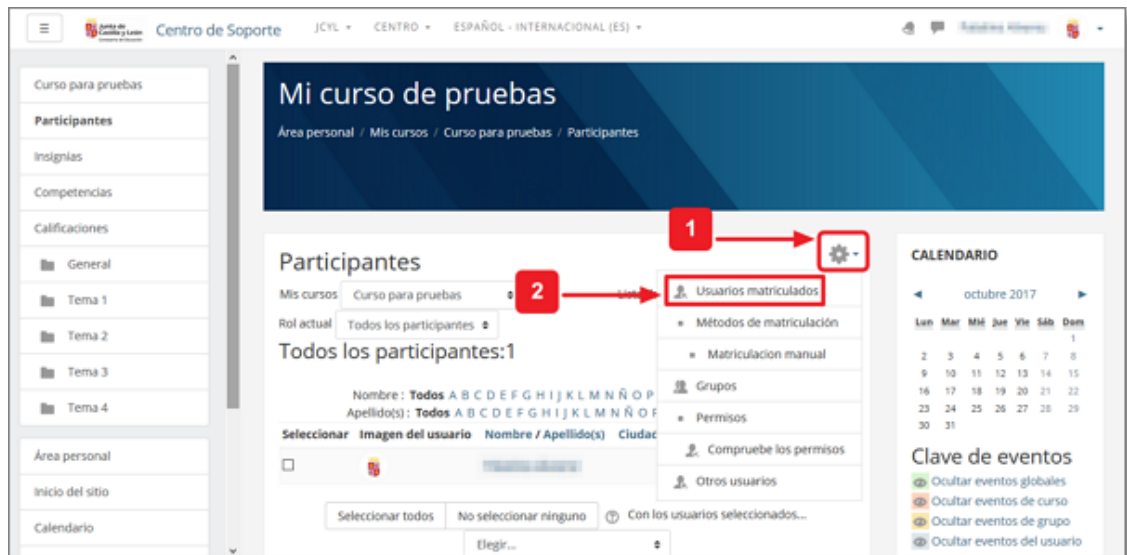 Junta de
Castilla y León
Centro de Soporte
JCYL
CENTRO
ESPAÑOL - INTERNACIONAL (ES)
Curso para pruebas
Participantes
Insignias
Competencias
Calificaciones
General
Tema 1
Tema 2
Tema 3
Tema 4
Área personal
Inicio del sitio
Calendario
Mi curso de pruebas
Área personal / Mis cursos / Curso para pruebas / Participantes
1
Participantes
2
Mis cursos Curso para pruebas
Rol actual Todos los participantes
Todos los participantes:1
Nombre : Todos A B C D E F G H I J K L M N Ñ O P
Apellido(s) : Todos A B C D E F G H I J K L M N Ñ O P
Seleccionar Imagen del usuario Nombre / Apellido(s) Ciudad
Seleccionar todos No seleccionar ninguno Con los usuarios seleccionados...
Elegir...
Usuarios matriculados
Métodos de matriculación
Matriculacion manual
Grupos
Permisos
Compruebe los permisos
Otros usuarios
CALENDARIO
octubre 2017
Lun Mar Mié Jue Vie Sáb Dom
1
2 3 4 5 6 7 8
9 10 11 12 13 14 15
16 17 18 19 20 21 22
23 24 25 26 27 28 29
30 31
Clave de eventos
Ocultar eventos globales
Ocultar eventos de curso
Ocultar eventos de grupo
Ocultar eventos del usuario